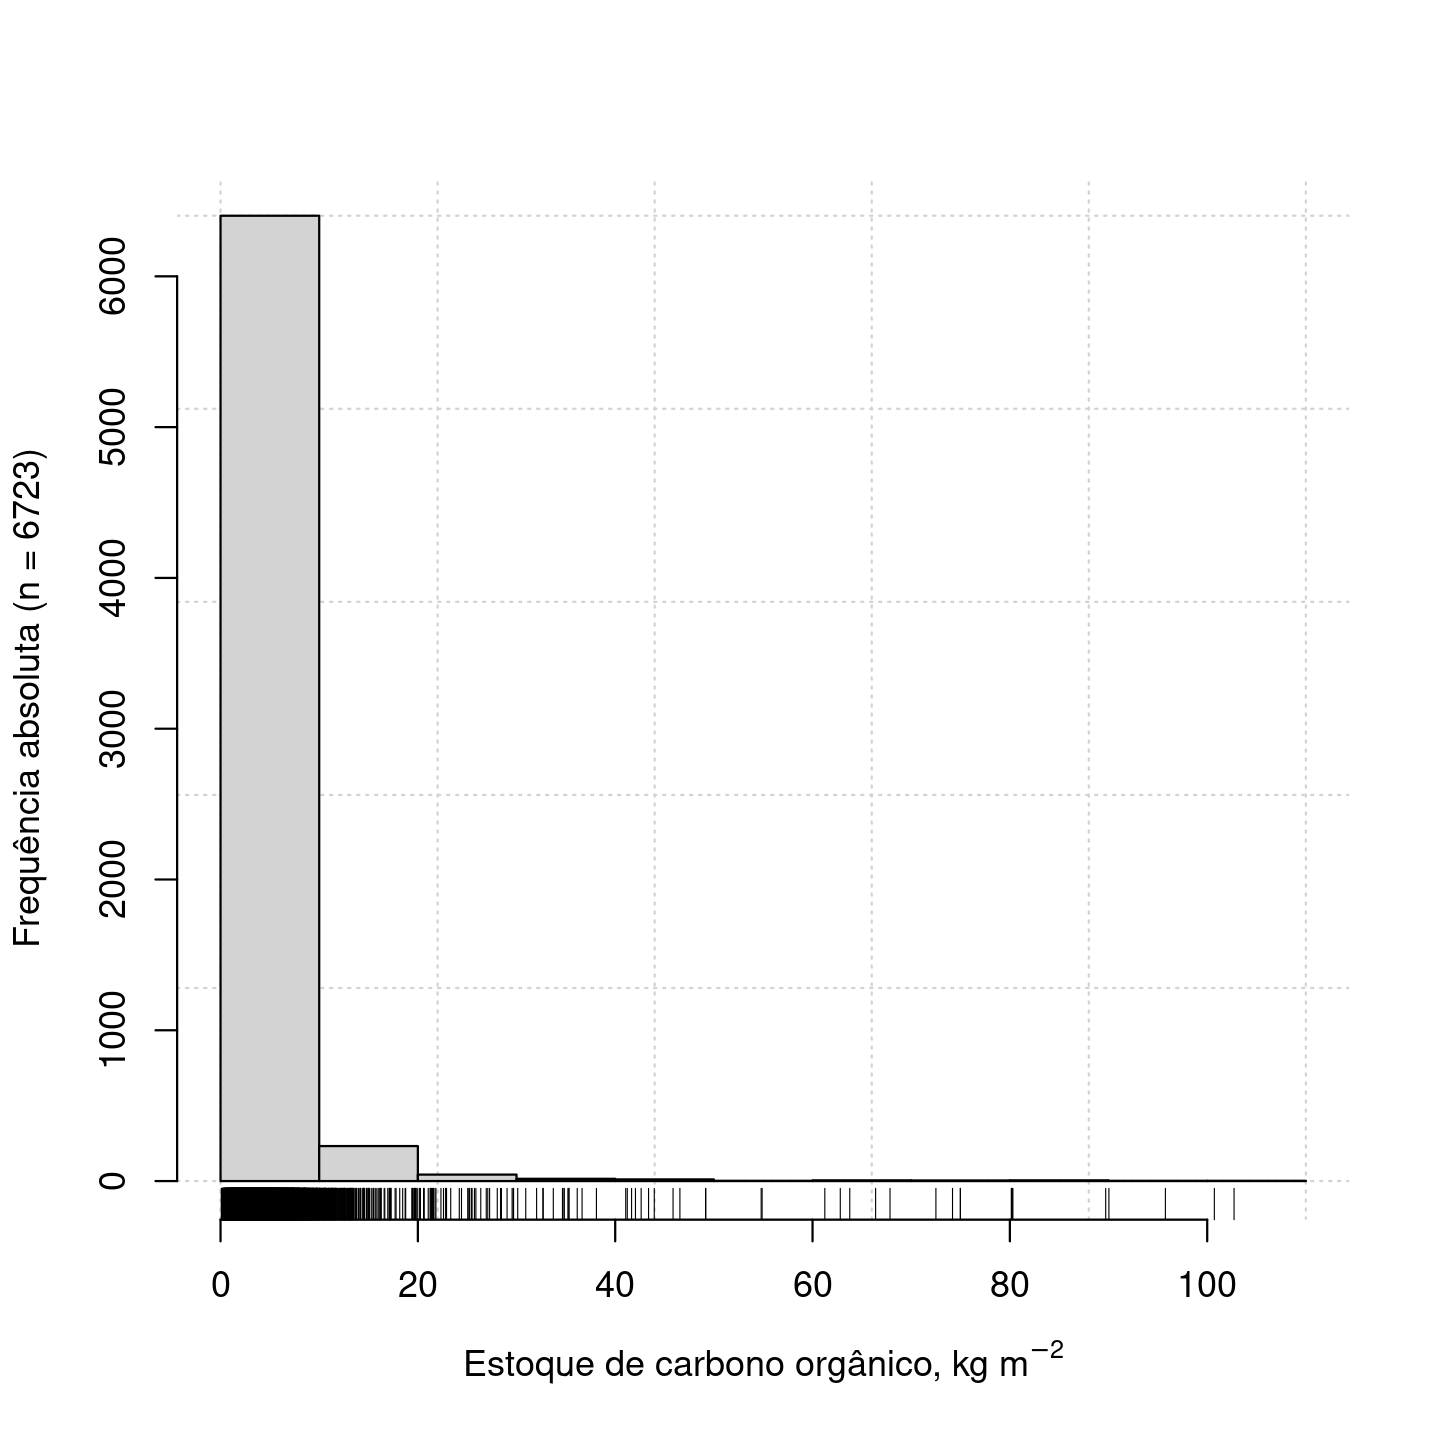 Frequência absoluta (n = 6723)
6000
5000
4000
3000
2000
1000
0
0 20 40 60 80 100
Estoque de carbono orgânico, kg m⁻²